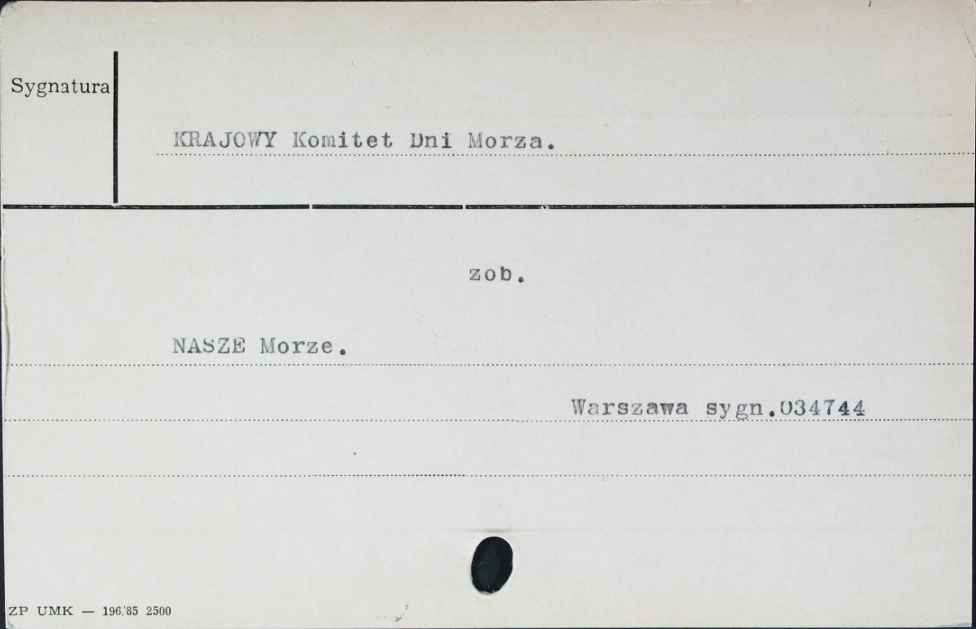 Sygnatura
KRAJOWY Komitet Dni Morza.
zob.
NASZE Morze.
Warszawa sygn.034744
ZP UMK — 196.'85 2500